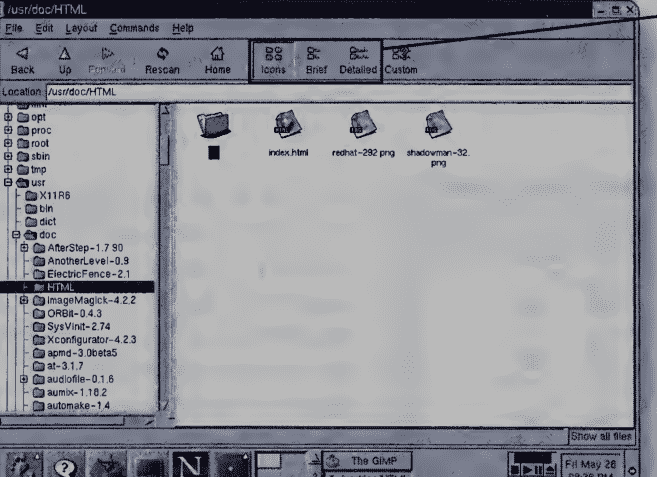 /usr/doc/HTML
File Edit Layout Commands Help
Back Up Forward Rescan Home Icons Brief Detailed Custom
Location: /usr/doc/HTML
opt
proc
root
sbin
tmp
usr
X11R6
bin
dict
doc
AfterStep-1.7.90
AnotherLevel-0.9
ElectricFence-2.1
HTML
ImageMagick-4.2.2
ORBit-0.4.3
SysVinit-2.74
Xconfigurator-4.2.3
apmd-3.0beta5
at-3.1.7
audiofile-0.1.6
aumix-1.18.2
automake-1.4
index.html redhat-292.png shadowman-32.
png
Show all files
N
The GIMP
Fri May 28